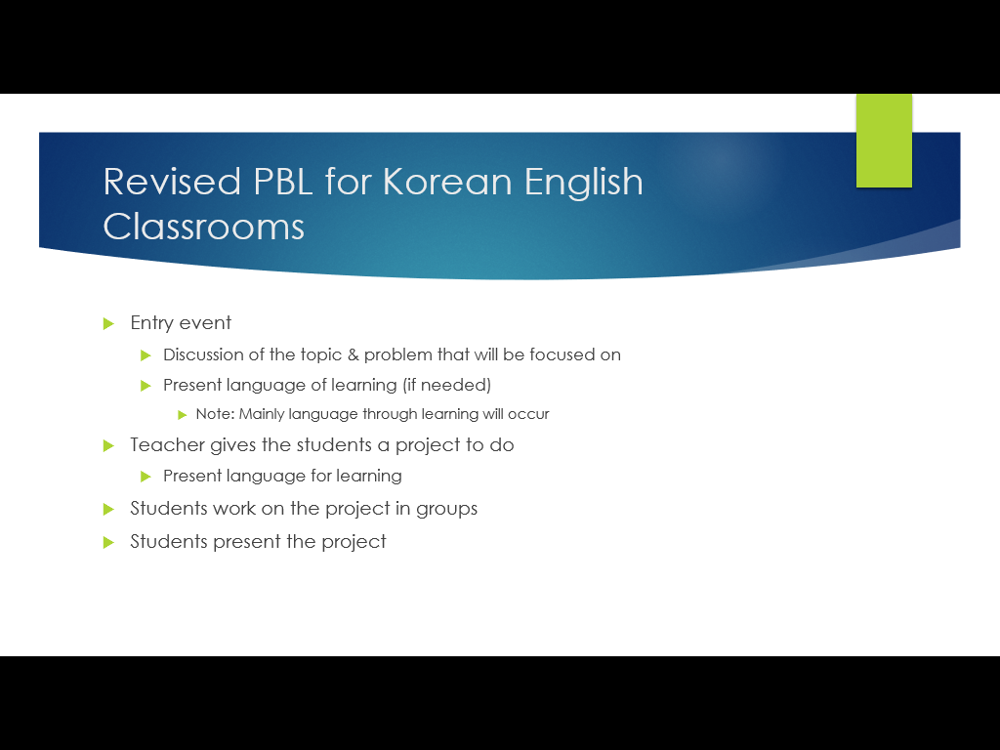 Revised PBL for Korean English
Classrooms
Entry event
Discussion of the topic & problem that will be focused on
Present language of learning (if needed)
Note: Mainly language through learning will occur
Teacher gives the students a project to do
Present language for learning
Students work on the project in groups
Students present the project